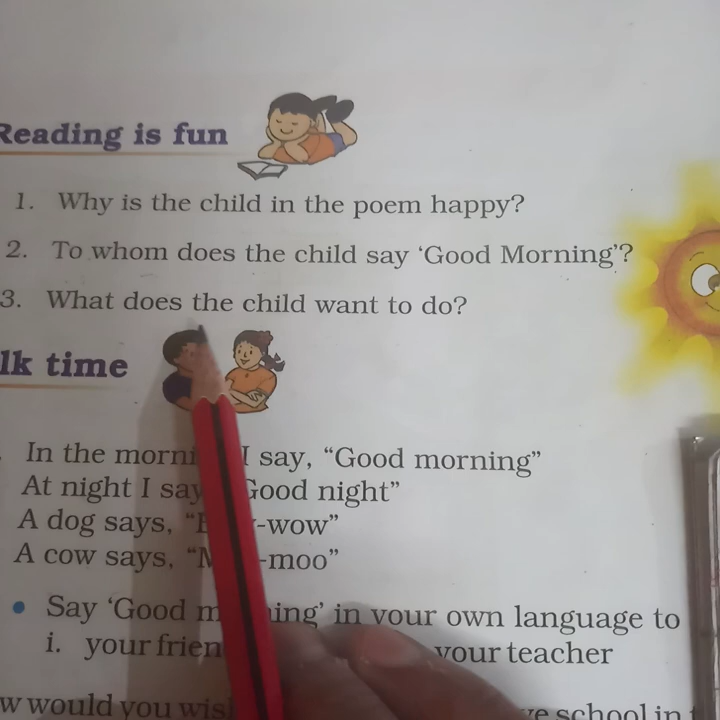 Reading is fun
1. Why is the child in the poem happy?
2. To whom does the child say ‘Good Morning’?
3. What does the child want to do?
lk time
In the morni I say, “Good morning”
At night I say Good night”
A dog says, “B -wow”
A cow says, “M -moo”
• Say ‘Good m ing’ in your own language to
i. your frien your teacher
w would you wis ve school in t